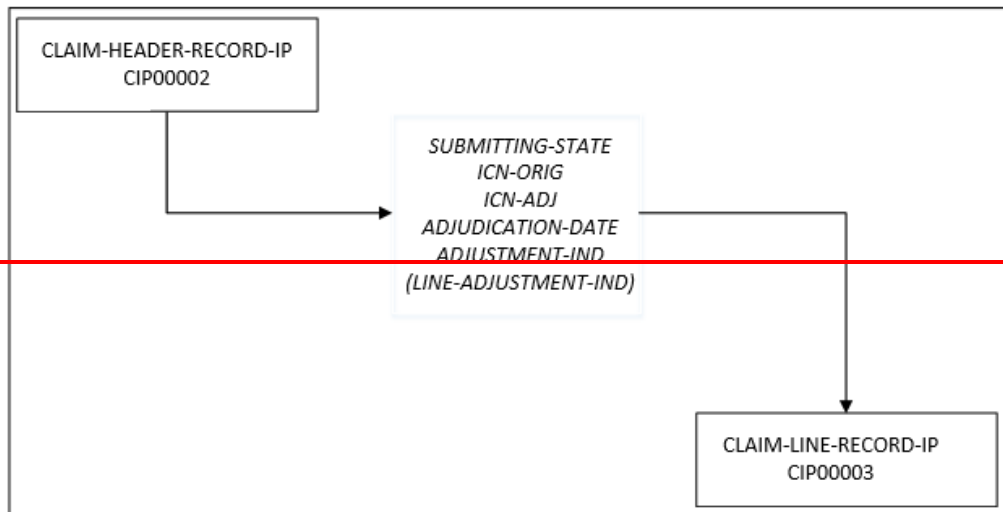 CLAIM-HEADER-RECORD-IP
CIP00002
SUBMITTING-STATE
ICN-ORIG
ICN-ADJ
ADJUDICATION-DATE
ADJUSTMENT-IND
(LINE-ADJUSTMENT-IND)
CLAIM-LINE-RECORD-IP
CIP00003